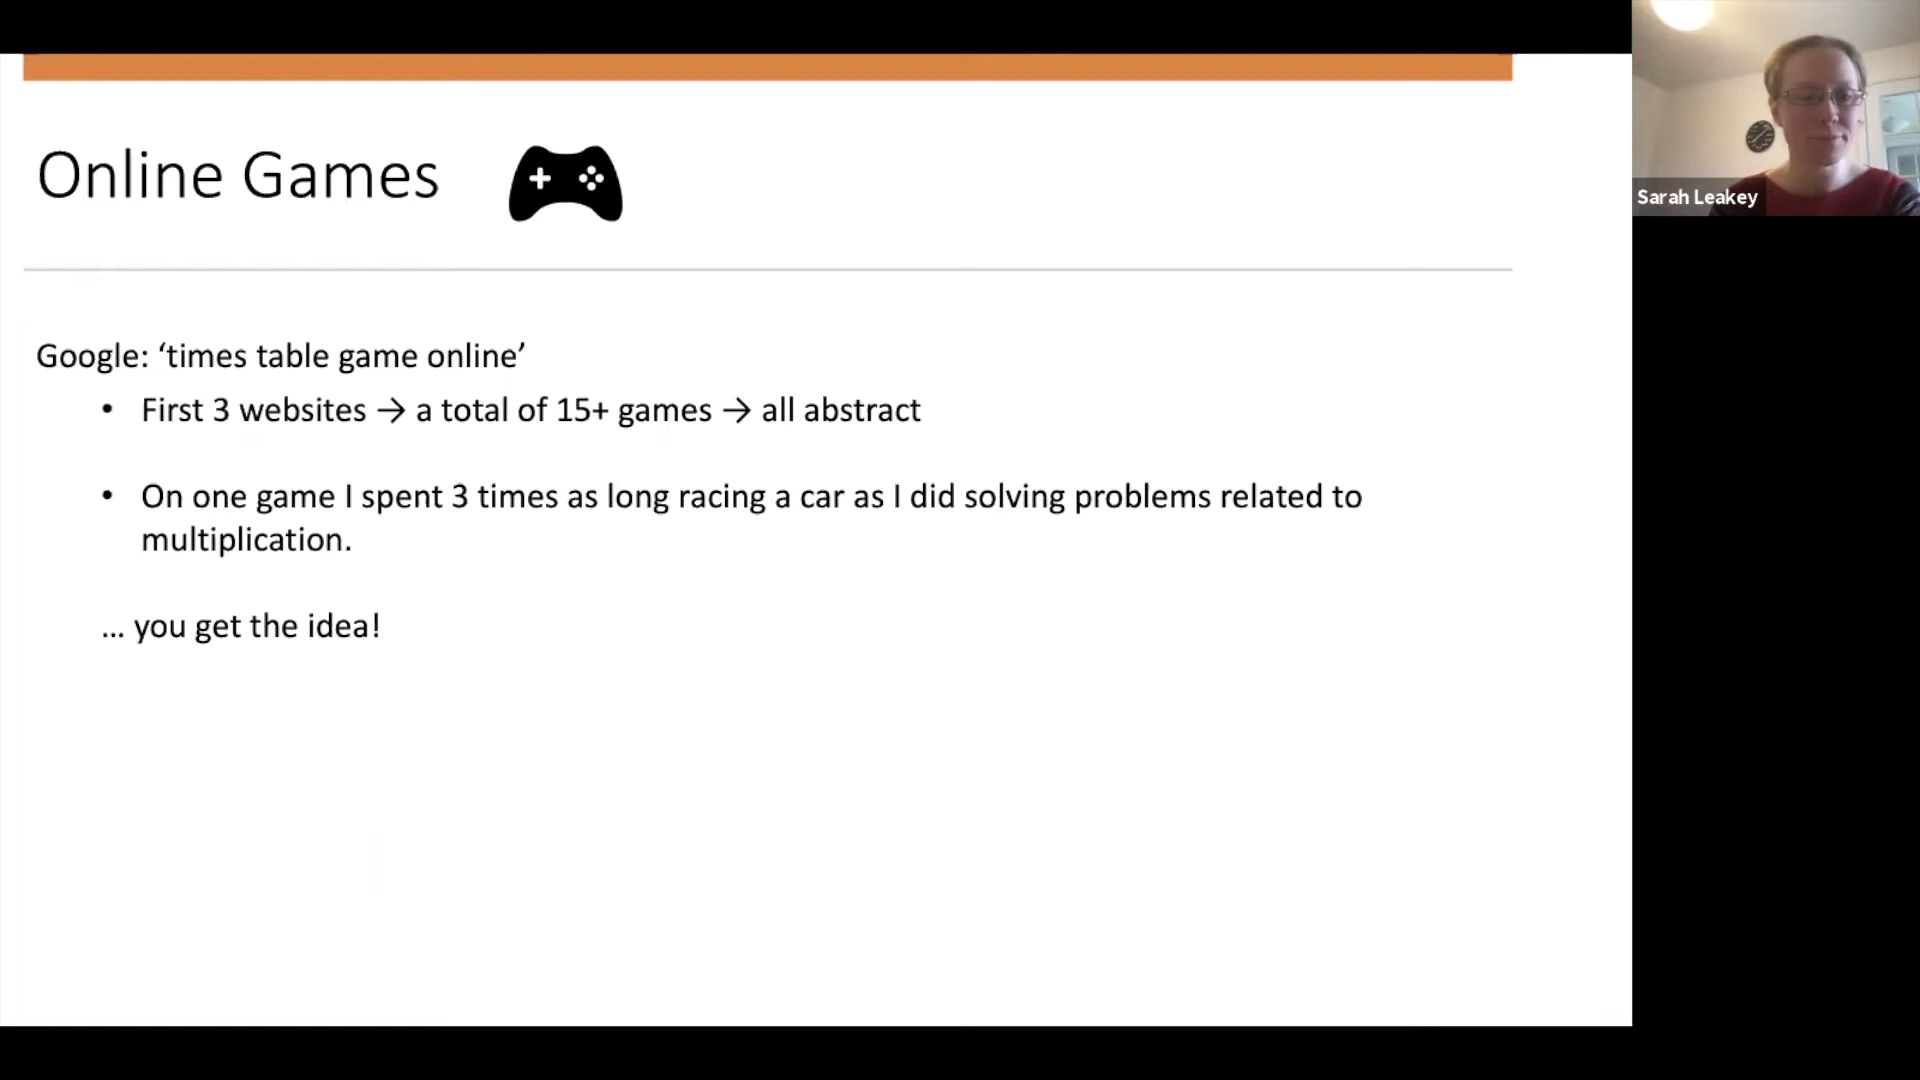 Online Games
Google: ‘times table game online’
• First 3 websites → a total of 15+ games → all abstract
• On one game I spent 3 times as long racing a car as I did solving problems related to
multiplication.
... you get the idea!
Sarah Leakey